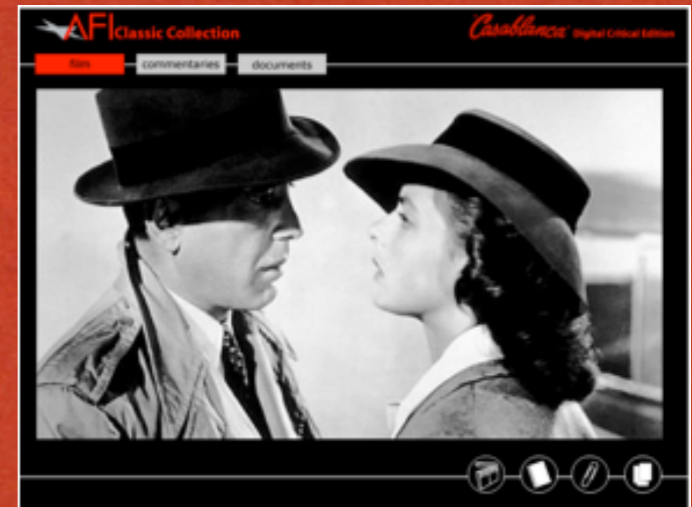 AFI Classic Collection
Casablanca Digital Critical Edition
film
commentaries
documents